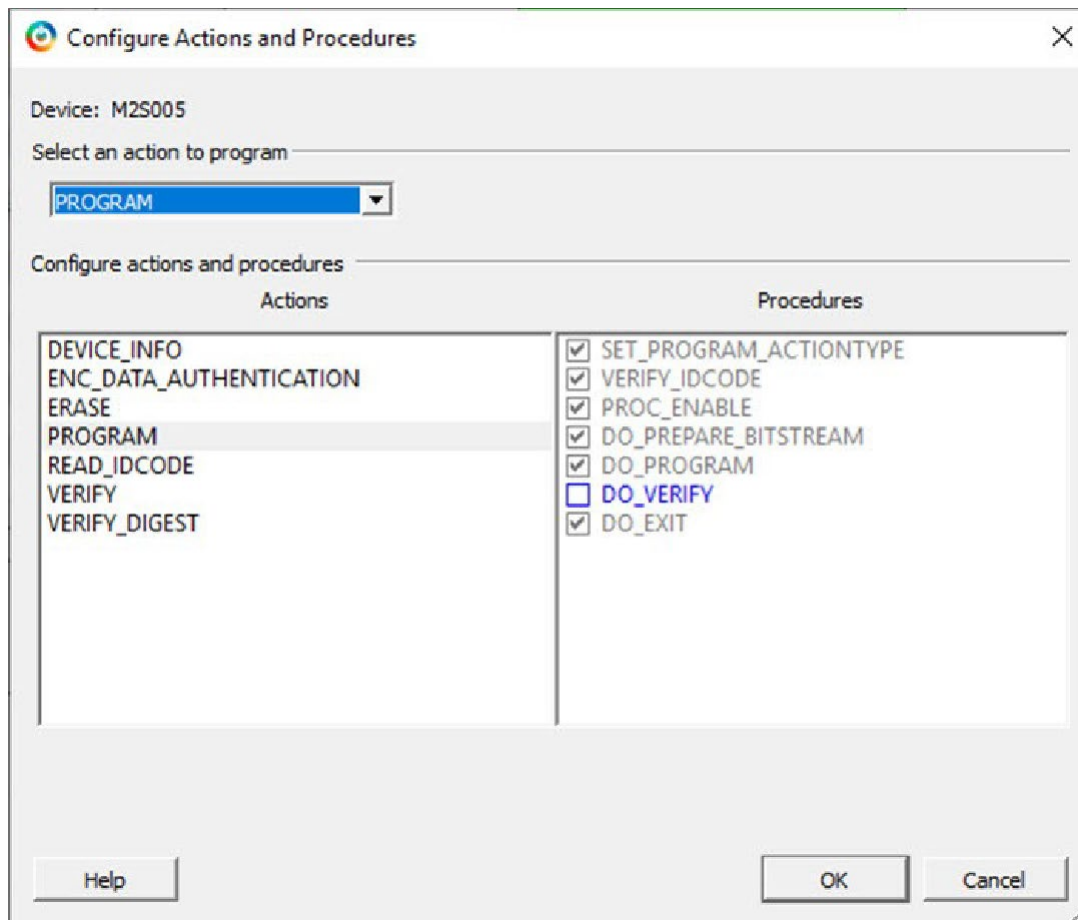 Configure Actions and Procedures
Device: M2S005
Select an action to program
PROGRAM
Configure actions and procedures
Actions
Procedures
DEVICE_INFO
ENC_DATA_AUTHENTICATION
ERASE
PROGRAM
READ_IDCODE
VERIFY
VERIFY_DIGEST
SET_PROGRAM_ACTIONTYPE
VERIFY_IDCODE
PROC_ENABLE
DO_PREPARE_BITSTREAM
DO_PROGRAM
DO_VERIFY
DO_EXIT
Help
OK
Cancel